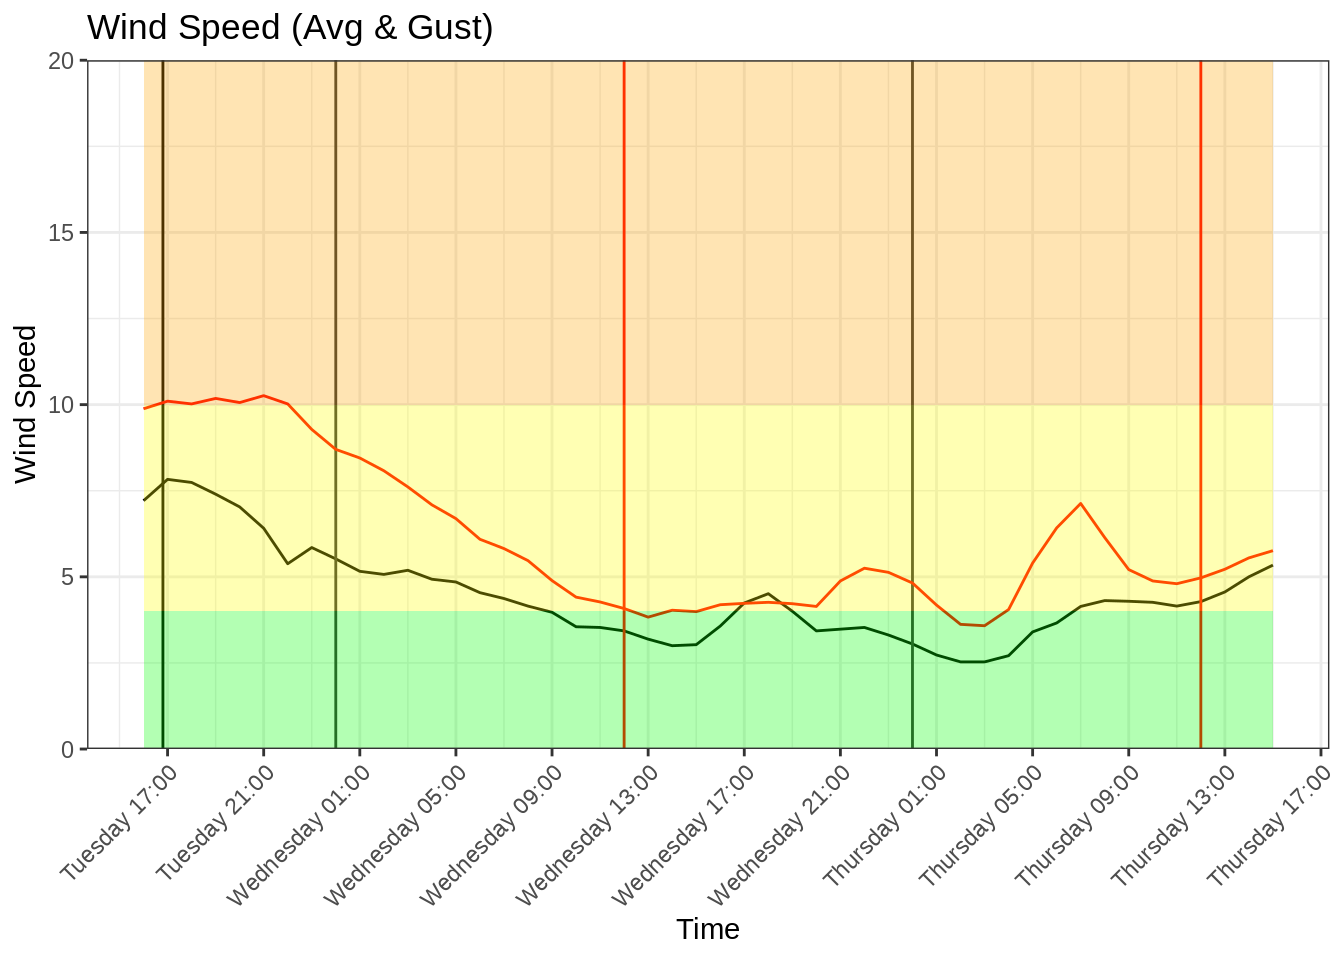 Wind Speed (Avg & Gust)
Wind Speed
20
15
10
5
0
Tuesday 17:00
Tuesday 21:00
Wednesday 01:00
Wednesday 05:00
Wednesday 09:00
Wednesday 13:00
Wednesday 17:00
Wednesday 21:00
Thursday 01:00
Thursday 05:00
Thursday 09:00
Thursday 13:00
Thursday 17:00
Time